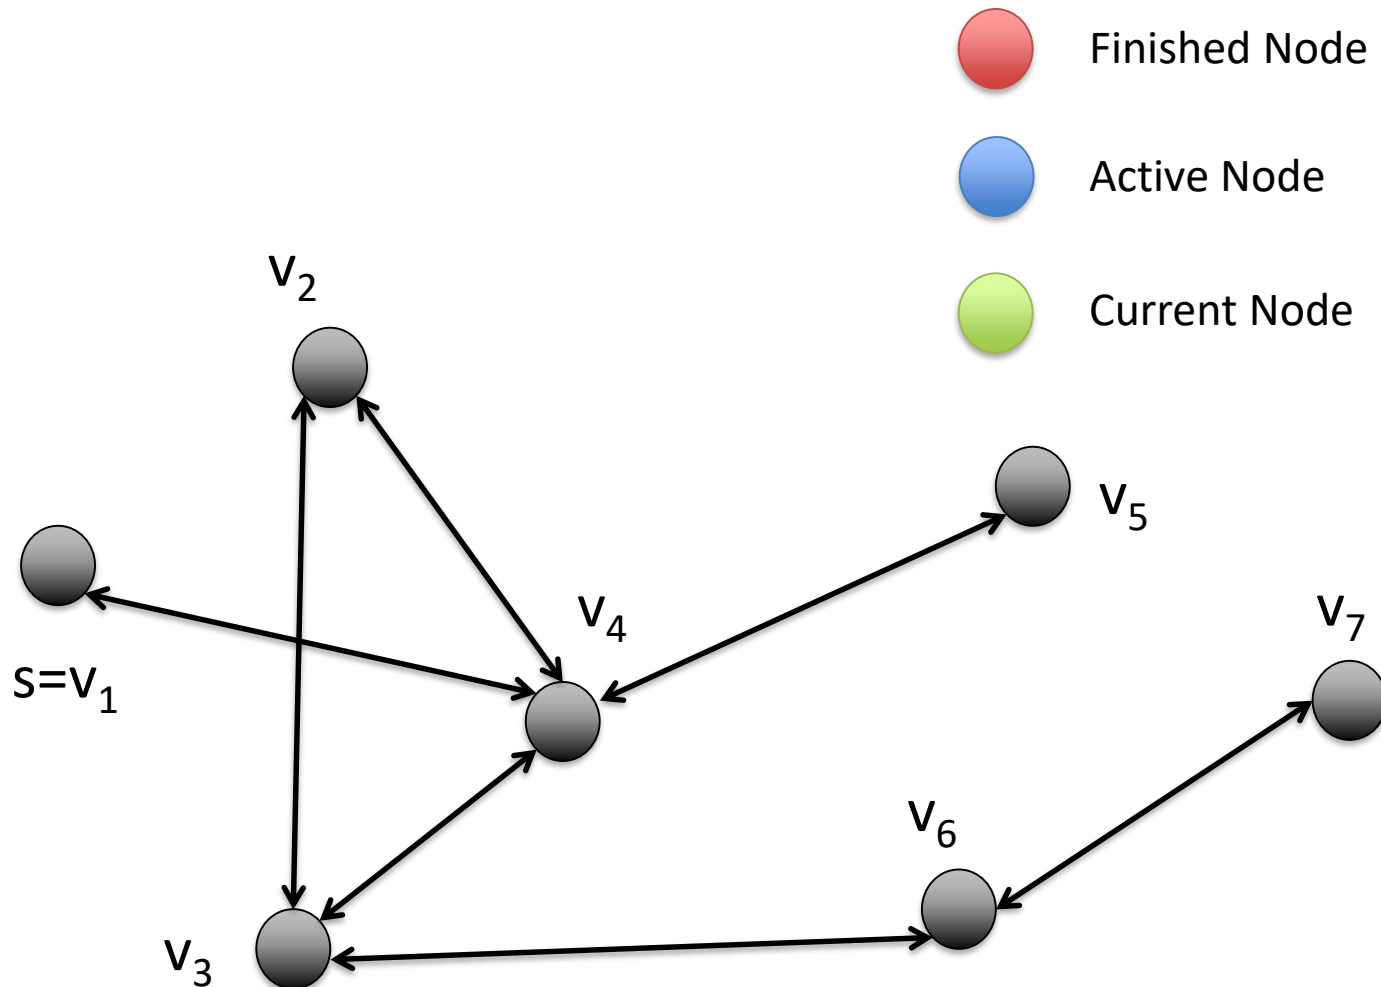 Finished Node
Active Node
Current Node
v₂
v₅
v₄
v₇
s=v₁
v₆
v₃